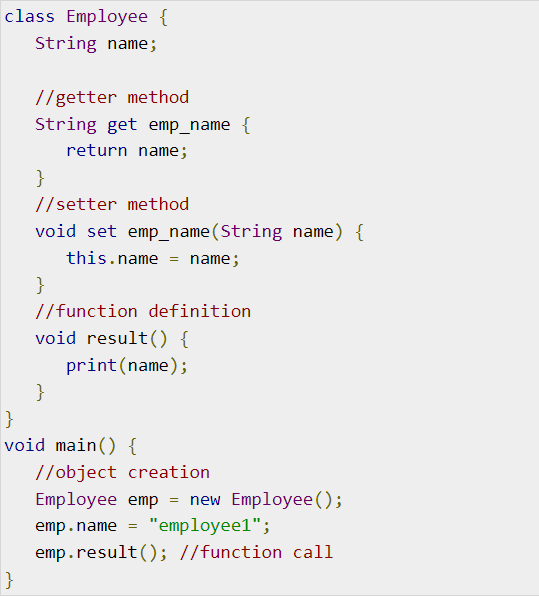 class Employee {
   String name;

   //getter method
   String get emp_name {
      return name;
   }
   //setter method
   void set emp_name(String name) {
      this.name = name;
   }
   //function definition
   void result() {
      print(name);
   }
}
void main() {
   //object creation
   Employee emp = new Employee();
   emp.name = "employee1";
   emp.result(); //function call
}